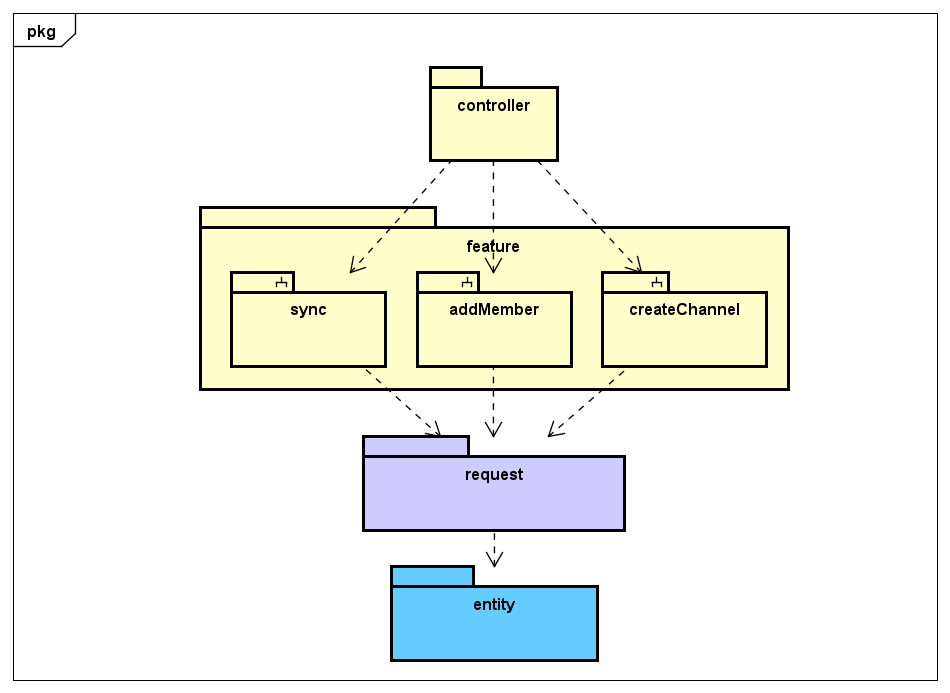 pkg
controller
feature
sync
addMember
createChannel
request
entity